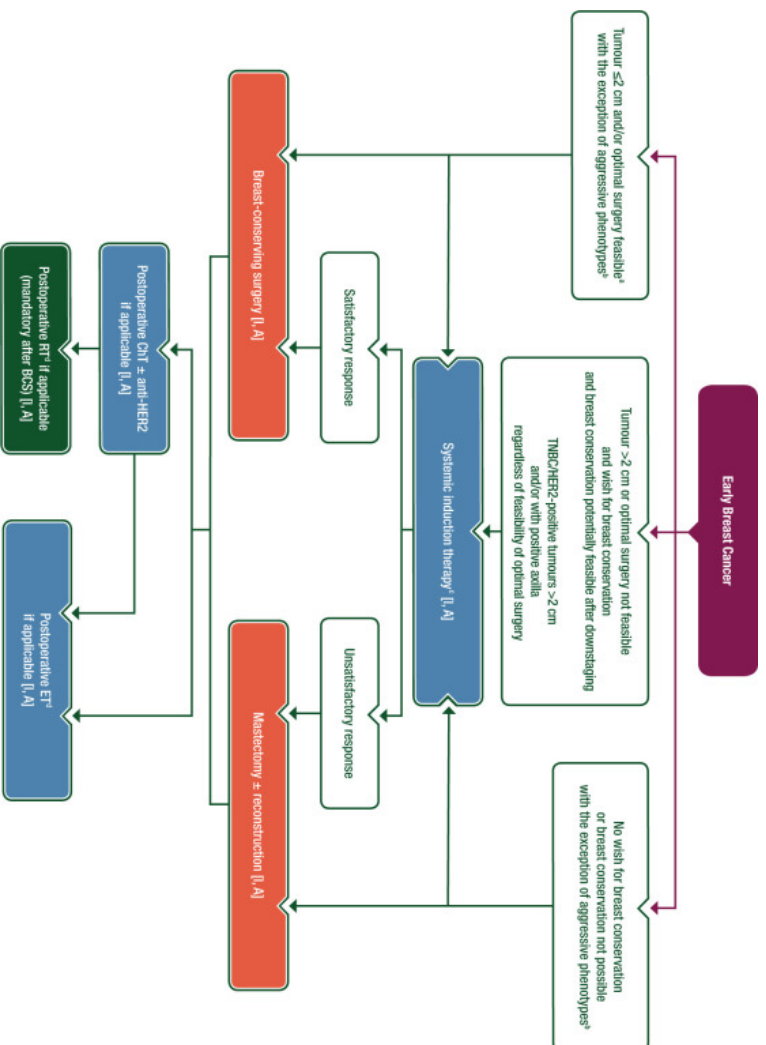 Early Breast Cancer
Tumour ≤2 cm and/or optimal surgery feasibleᵃ
with the exception of aggressive phenotypesᵇ
Tumour >2 cm or optimal surgery not feasible
and wish for breast conservation
and breast conservation potentially feasible after downstaging
TNBC/HER2-positive tumours >2 cm
and/or with positive axilla
regardless of feasibility of optimal surgery
No wish for breast conservation
or breast conservation not possible
with the exception of aggressive phenotypesᵇ
Systemic induction therapyᶜ [I, A]
Satisfactory response
Unsatisfactory response
Breast-conserving surgery [I, A]
Mastectomy ± reconstruction [I, A]
Postoperative ChT ± anti-HER2
if applicable [I, A]
Postoperative RTᵈ if applicable
(mandatory after BCS) [I, A]
Postoperative ETᵈ
if applicable [I, A]